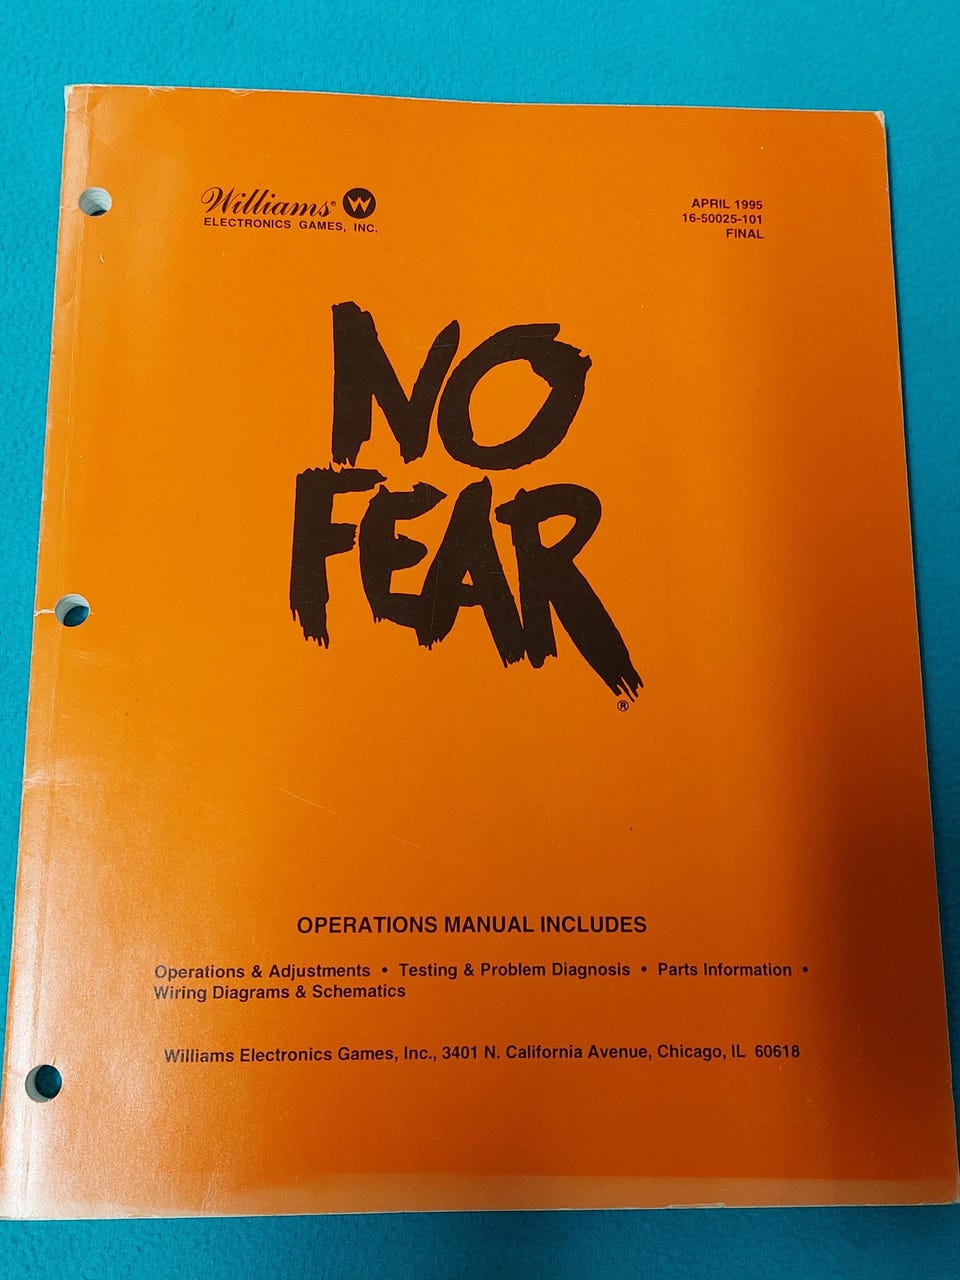 Williams® W
ELECTRONICS GAMES, INC.
APRIL 1995
16-50025-101
FINAL
NO
FEAR
®
OPERATIONS MANUAL INCLUDES
Operations & Adjustments • Testing & Problem Diagnosis • Parts Information •
Wiring Diagrams & Schematics
Williams Electronics Games, Inc., 3401 N. California Avenue, Chicago, IL 60618